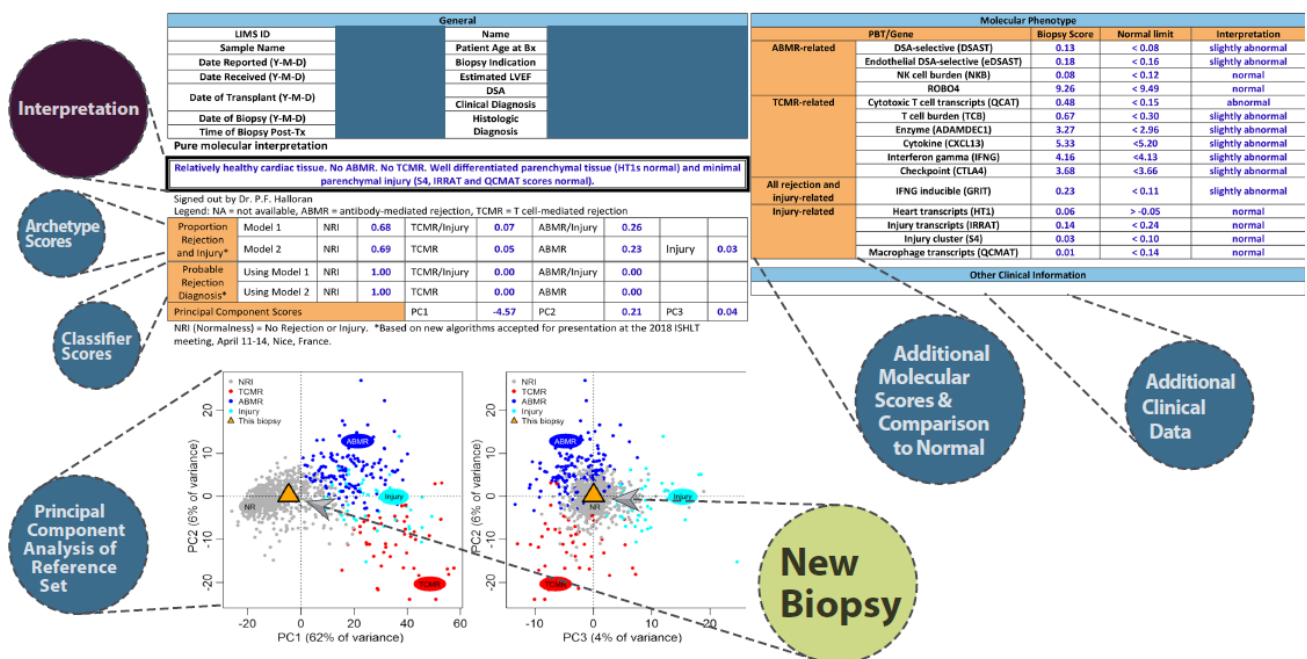 General
LIMS ID Name
Sample Name Patient Age at Bx
Date Reported (Y-M-D) Biopsy Indication
Date Received (Y-M-D) Estimated LVEF
Date of Transplant (Y-M-D) DSA
Clinical Diagnosis
Date of Biopsy (Y-M-D) Histologic
Time of Biopsy Post-Tx Diagnosis
Pure molecular interpretation
Relatively healthy cardiac tissue. No ABMR. No TCMR. Well differentiated parenchymal tissue (HT1s normal) and minimal
parenchymal injury (S4, IRRAT and QCMAT scores normal).
Signed out by Dr. P.F. Halloran
Legend: NA = not available, ABMR = antibody-mediated rejection, TCMR = T cell-mediated rejection
Proportion Rejection and Injury*
Model 1 NRI 0.68 TCMR/Injury 0.07 ABMR/Injury 0.26
Model 2 NRI 0.69 TCMR 0.05 ABMR 0.23 Injury 0.03
Probable Rejection Diagnosis*
Using Model 1 NRI 1.00 TCMR/Injury 0.00 ABMR/Injury 0.00
Using Model 2 NRI 1.00 TCMR 0.00 ABMR 0.00
Principal Component Scores PC1 -4.57 PC2 0.21 PC3 0.04
NRI (Normalness) = No Rejection or Injury. *Based on new algorithms accepted for presentation at the 2018 ISHLT
meeting, April 11-14, Nice, France.
Molecular Phenotype
PBT/Gene Biopsy Score Normal limit Interpretation
ABMR-related DSA-selective (DSAST) 0.13 < 0.08 slightly abnormal
Endothelial DSA-selective (eDSAST) 0.18 < 0.16 slightly abnormal
NK cell burden (NKB) 0.08 < 0.12 normal
ROBO4 9.26 < 9.49 normal
TCMR-related Cytotoxic T cell transcripts (QCAT) 0.48 < 0.15 abnormal
T cell burden (TCB) 0.67 < 0.30 slightly abnormal
Enzyme (ADAMDEC1) 3.27 < 2.96 slightly abnormal
Cytokine (CXCL13) 5.33 <5.20 slightly abnormal
Interferon gamma (IFNG) 4.16 <4.13 slightly abnormal
Checkpoint (CTLA4) 3.68 <3.66 slightly abnormal
All rejection and
injury-related IFNG inducible (GRIT) 0.23 < 0.11 slightly abnormal
Injury-related Heart transcripts (HT1) 0.06 > -0.05 normal
Injury transcripts (IRRAT) 0.14 < 0.24 normal
Injury cluster (S4) 0.03 < 0.10 normal
Macrophage transcripts (QCMAT) 0.01 < 0.14 normal
Other Clinical Information
Interpretation
Archetype
Scores
Classifier
Scores
Principal
Component
Analysis of
Reference
Set
Additional
Molecular
Scores &
Comparison
to Normal
Additional
Clinical
Data
New
Biopsy
NRI
TCMR
ABMR
Injury
This biopsy
ABMR
Injury
NR
TCMR
PC2 (6% of variance)
20
10
0
-10
-20
-20 0 20 40 60
PC1 (62% of variance)
NRI
TCMR
ABMR
Injury
This biopsy
ABMR
Injury
NR
TCMR
PC2 (6% of variance)
20
10
0
-10
-20
-10 0 10 20
PC3 (4% of variance)